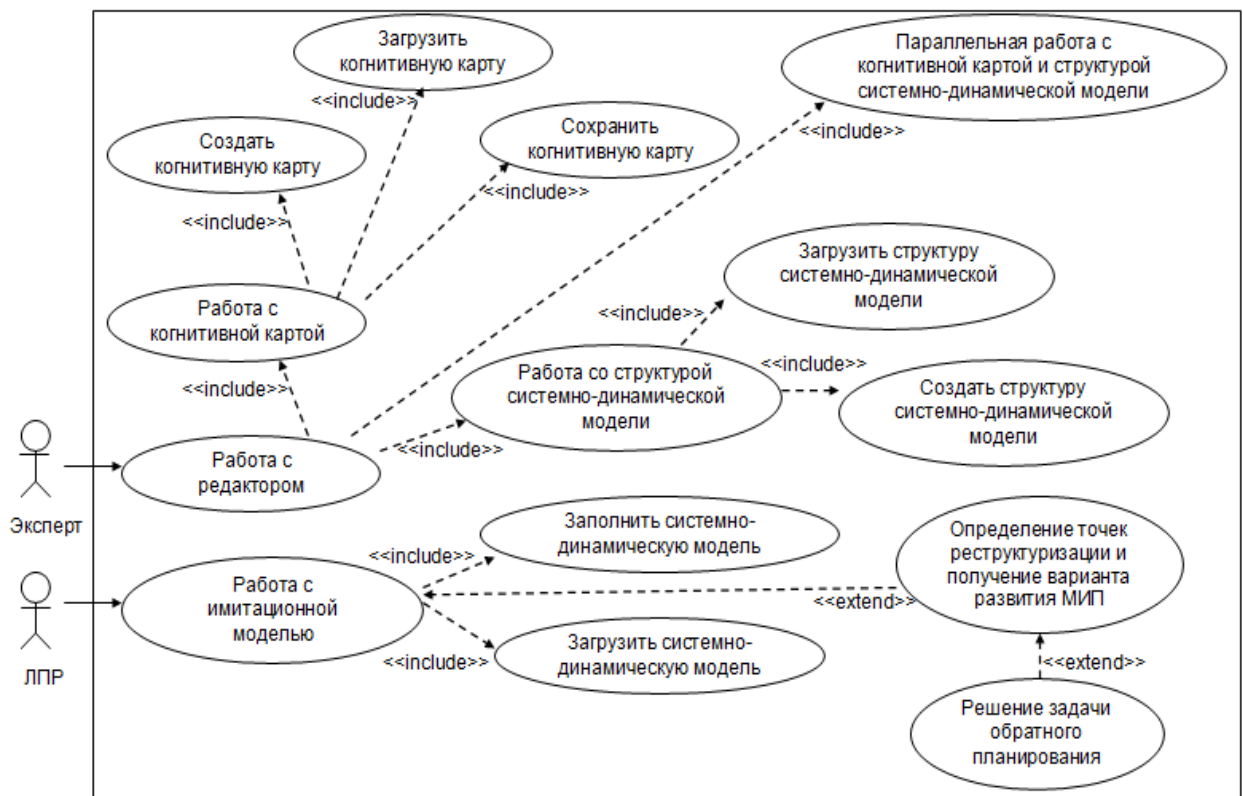 Загрузить
когнитивную карту
<<include>>
Параллельная работа с
когнитивной картой и структурой
системно-динамической модели
<<include>>
Создать
когнитивную карту
<<include>>
Сохранить
когнитивную карту
<<include>>
Загрузить структуру
системно-динамической
модели
<<include>>
Работа с
когнитивной картой
<<include>>
Работа со структурой
системно-динамической
модели
<<include>>
Создать структуру
системно-динамической
модели
<<include>>
Работа с
редактором
Эксперт
Заполнить системно-
динамическую модель
<<include>>
Определение точек
реструктуризации и
получение варианта
развития МИП
<<extend>>
Работа с
имитационной
моделью
ЛПР
<<include>>
Загрузить системно-
динамическую модель
<<extend>>
Решение задачи
обратного
планирования